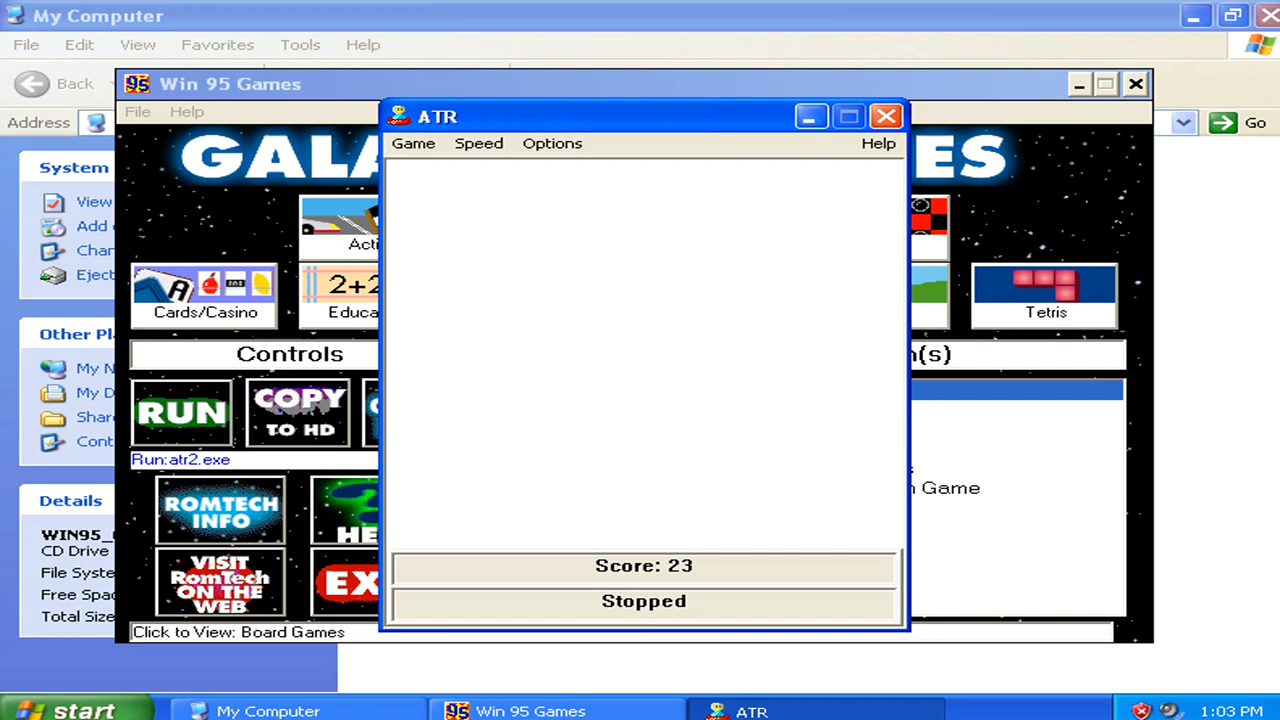 My Computer
File Edit View Favorites Tools Help
Back
Address
Go
95 Win 95 Games
File Help
ATR
Game Speed Options Help
GALA
ES
System
View
Add
Chan
Eject
Acti
A
Cards/Casino
2+2
Educa
Tetris
Other Pl
My N
My D
Share
Cont
Controls
n(s)
RUN
COPY
TO HD
Run:atr2.exe
n Game
ROMTECH
INFO
HE
VISIT
RomTech
ON THE
WEB
EX
Click to View: Board Games
Details
WIN95_
CD Drive
File Syste
Free Spac
Total Size
Score: 23
Stopped
start
My Computer
95 Win 95 Games
ATR
1:03 PM